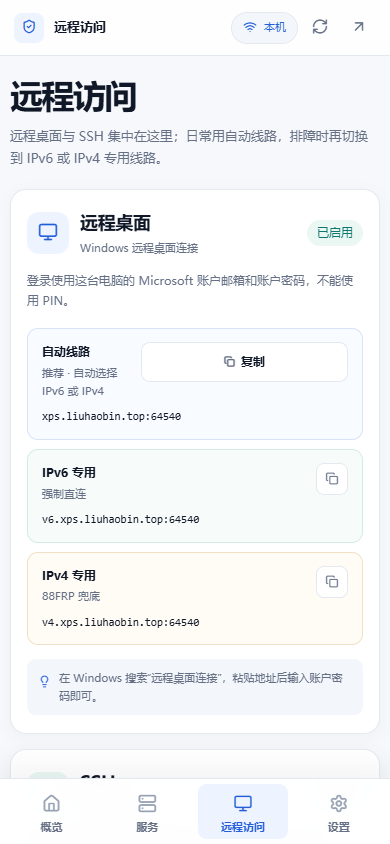 远程访问
本机
远程访问
远程桌面与 SSH 集中在这里；日常用自动线路，排障时再切换
到 IPv6 或 IPv4 专用线路。
远程桌面
Windows 远程桌面连接
已启用
登录使用这台电脑的 Microsoft 账户邮箱和账户密码，不能使
用 PIN。
自动线路
推荐 · 自动选择
IPv6 或 IPv4
复制
xps.liuhaobin.top:64540
IPv6 专用
强制直连
v6.xps.liuhaobin.top:64540
IPv4 专用
88FRP 兜底
v4.xps.liuhaobin.top:64540
在 Windows 搜索“远程桌面连接”，粘贴地址后输入账户密
码即可。
概览
服务
远程访问
设置